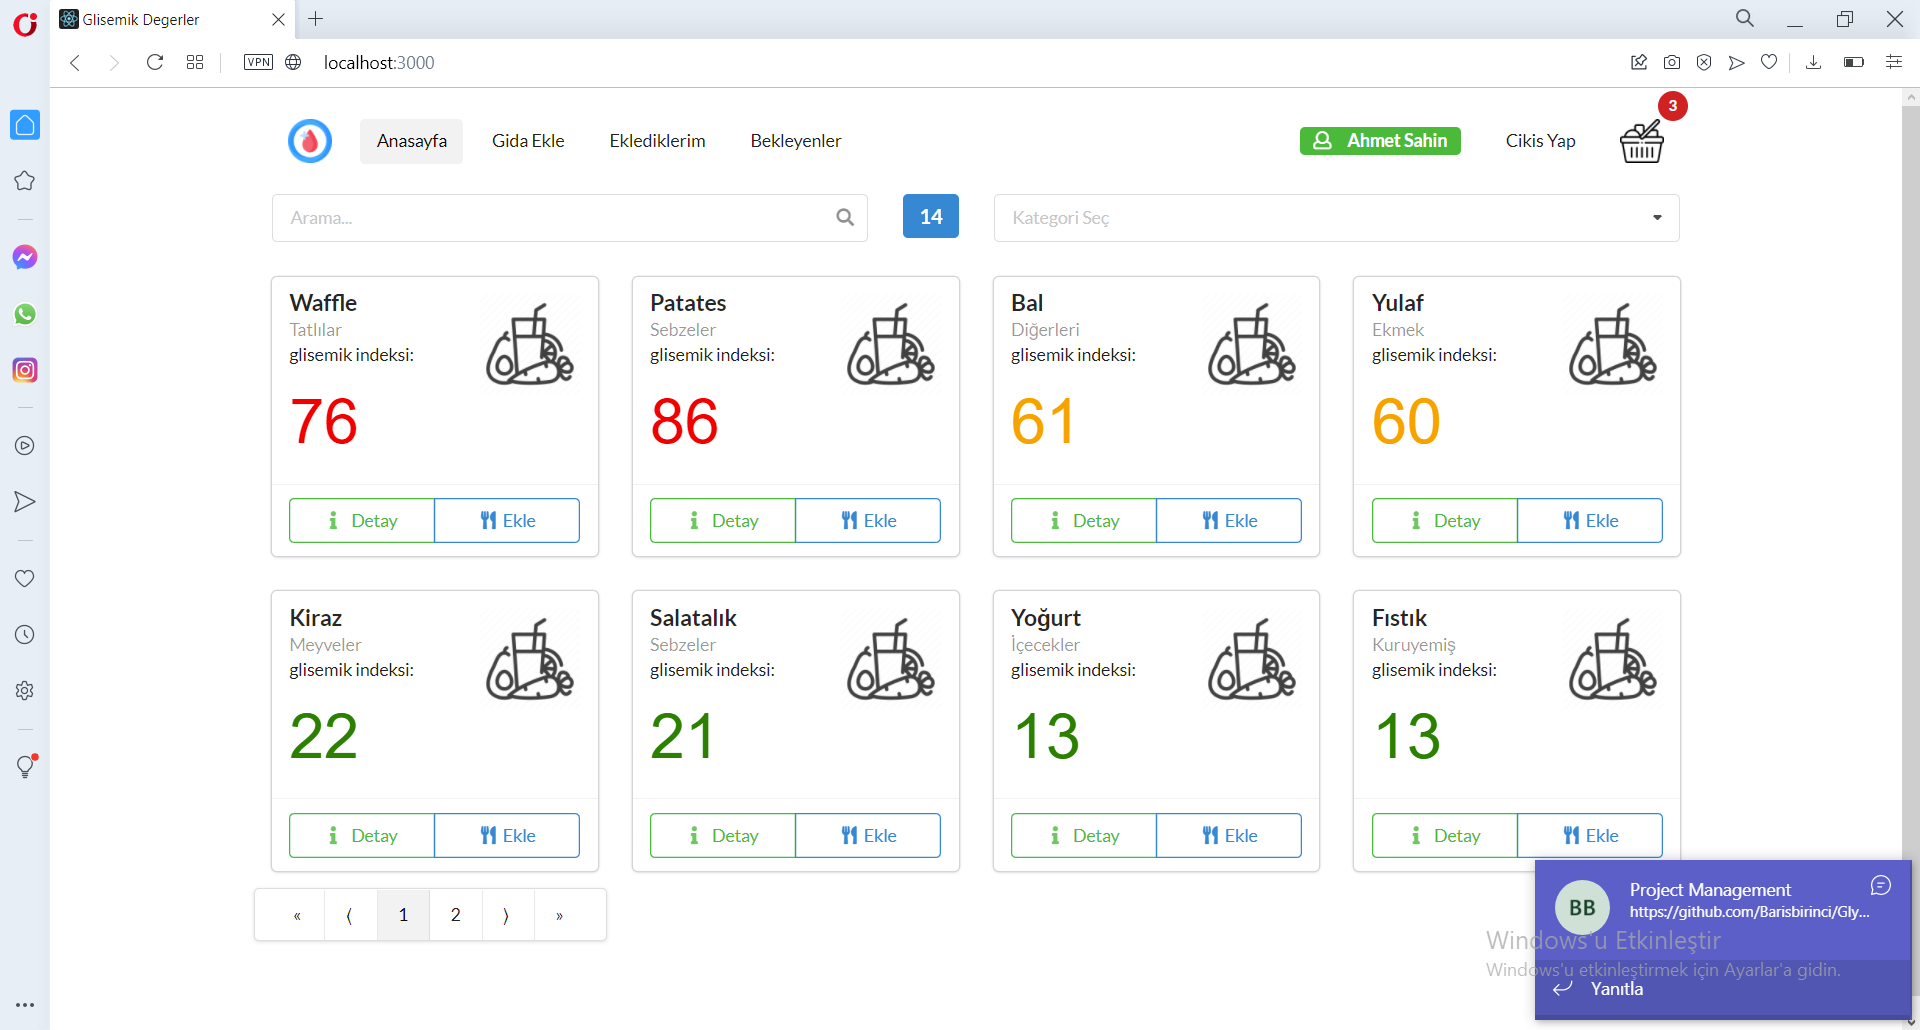 Glisemik Degerler
VPN
localhost:3000
Anasayfa
Gida Ekle
Eklediklerim
Bekleyenler
Ahmet Sahin
Cikis Yap
3
Arama...
14
Kategori Seç
Waffle
Tatlılar
glisemik indeksi:
76
Detay
Ekle
Patates
Sebzeler
glisemik indeksi:
86
Detay
Ekle
Bal
Diğerleri
glisemik indeksi:
61
Detay
Ekle
Yulaf
Ekmek
glisemik indeksi:
60
Detay
Ekle
Kiraz
Meyveler
glisemik indeksi:
22
Detay
Ekle
Salatalık
Sebzeler
glisemik indeksi:
21
Detay
Ekle
Yoğurt
İçecekler
glisemik indeksi:
13
Detay
Ekle
Fıstık
Kuruyemiş
glisemik indeksi:
13
Detay
Ekle
« ⟨ 1 2 ⟩ »
BB
Project Management
https://github.com/Barisbirinci/Gly...
Windows'u Etkinleştir
Windows'u etkinleştirmek için Ayarlar'a gidin.
Yanıtla